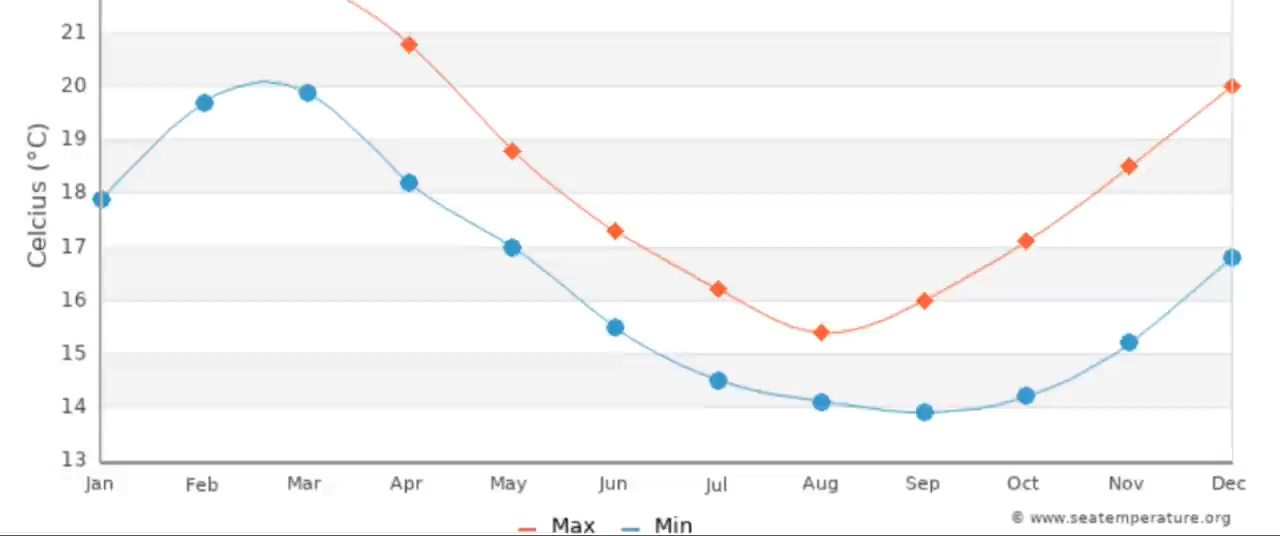 21
20
19
18
17
16
15
14
13
Celcius (°C)
Jan Feb Mar Apr May Jun Jul Aug Sep Oct Nov Dec
Max Min
© www.seatemperature.org